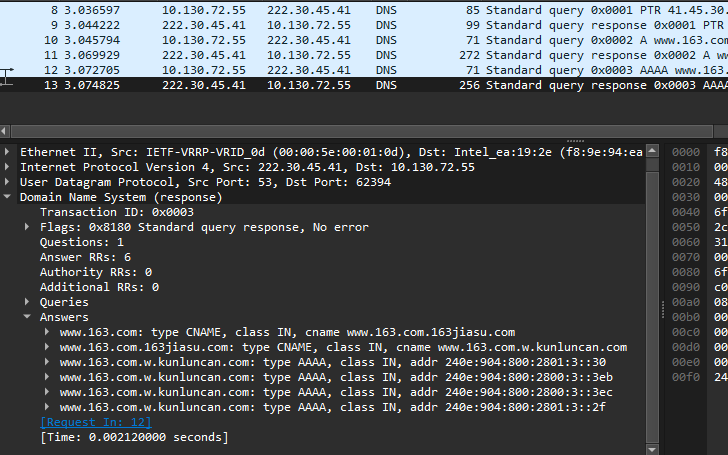 8 3.036597 10.130.72.55 222.30.45.41 DNS 85 Standard query 0x0001 PTR 41.45.30.
9 3.044222 222.30.45.41 10.130.72.55 DNS 99 Standard query response 0x0001 PTR
10 3.045794 10.130.72.55 222.30.45.41 DNS 71 Standard query 0x0002 A www.163.com
11 3.069929 222.30.45.41 10.130.72.55 DNS 272 Standard query response 0x0002 A w
12 3.072705 10.130.72.55 222.30.45.41 DNS 71 Standard query 0x0003 AAAA www.163.
13 3.074825 222.30.45.41 10.130.72.55 DNS 256 Standard query response 0x0003 AAAA
Ethernet II, Src: IETF-VRRP-VRID_0d (00:00:5e:00:01:0d), Dst: Intel_ea:19:2e (f8:9e:94:ea
Internet Protocol Version 4, Src: 222.30.45.41, Dst: 10.130.72.55
User Datagram Protocol, Src Port: 53, Dst Port: 62394
Domain Name System (response)
Transaction ID: 0x0003
Flags: 0x8180 Standard query response, No error
Questions: 1
Answer RRs: 6
Authority RRs: 0
Additional RRs: 0
Queries
Answers
www.163.com: type CNAME, class IN, cname www.163.com.163jiasu.com
www.163.com.163jiasu.com: type CNAME, class IN, cname www.163.com.w.kunluncan.com
www.163.com.w.kunluncan.com: type AAAA, class IN, addr 240e:904:800:2801:3::30
www.163.com.w.kunluncan.com: type AAAA, class IN, addr 240e:904:800:2800:3::3eb
www.163.com.w.kunluncan.com: type AAAA, class IN, addr 240e:904:800:2800:3::3ec
www.163.com.w.kunluncan.com: type AAAA, class IN, addr 240e:904:800:2801:3::2f
[Request In: 12]
[Time: 0.002120000 seconds]
0000 f8
0010 00
0020 48
0030 00
0040 6f
0050 2c
0060 31
0070 00
0080 6f
0090 c0
00a0 08
00b0 00
00c0 00
00d0 00
00e0 00
00f0 24